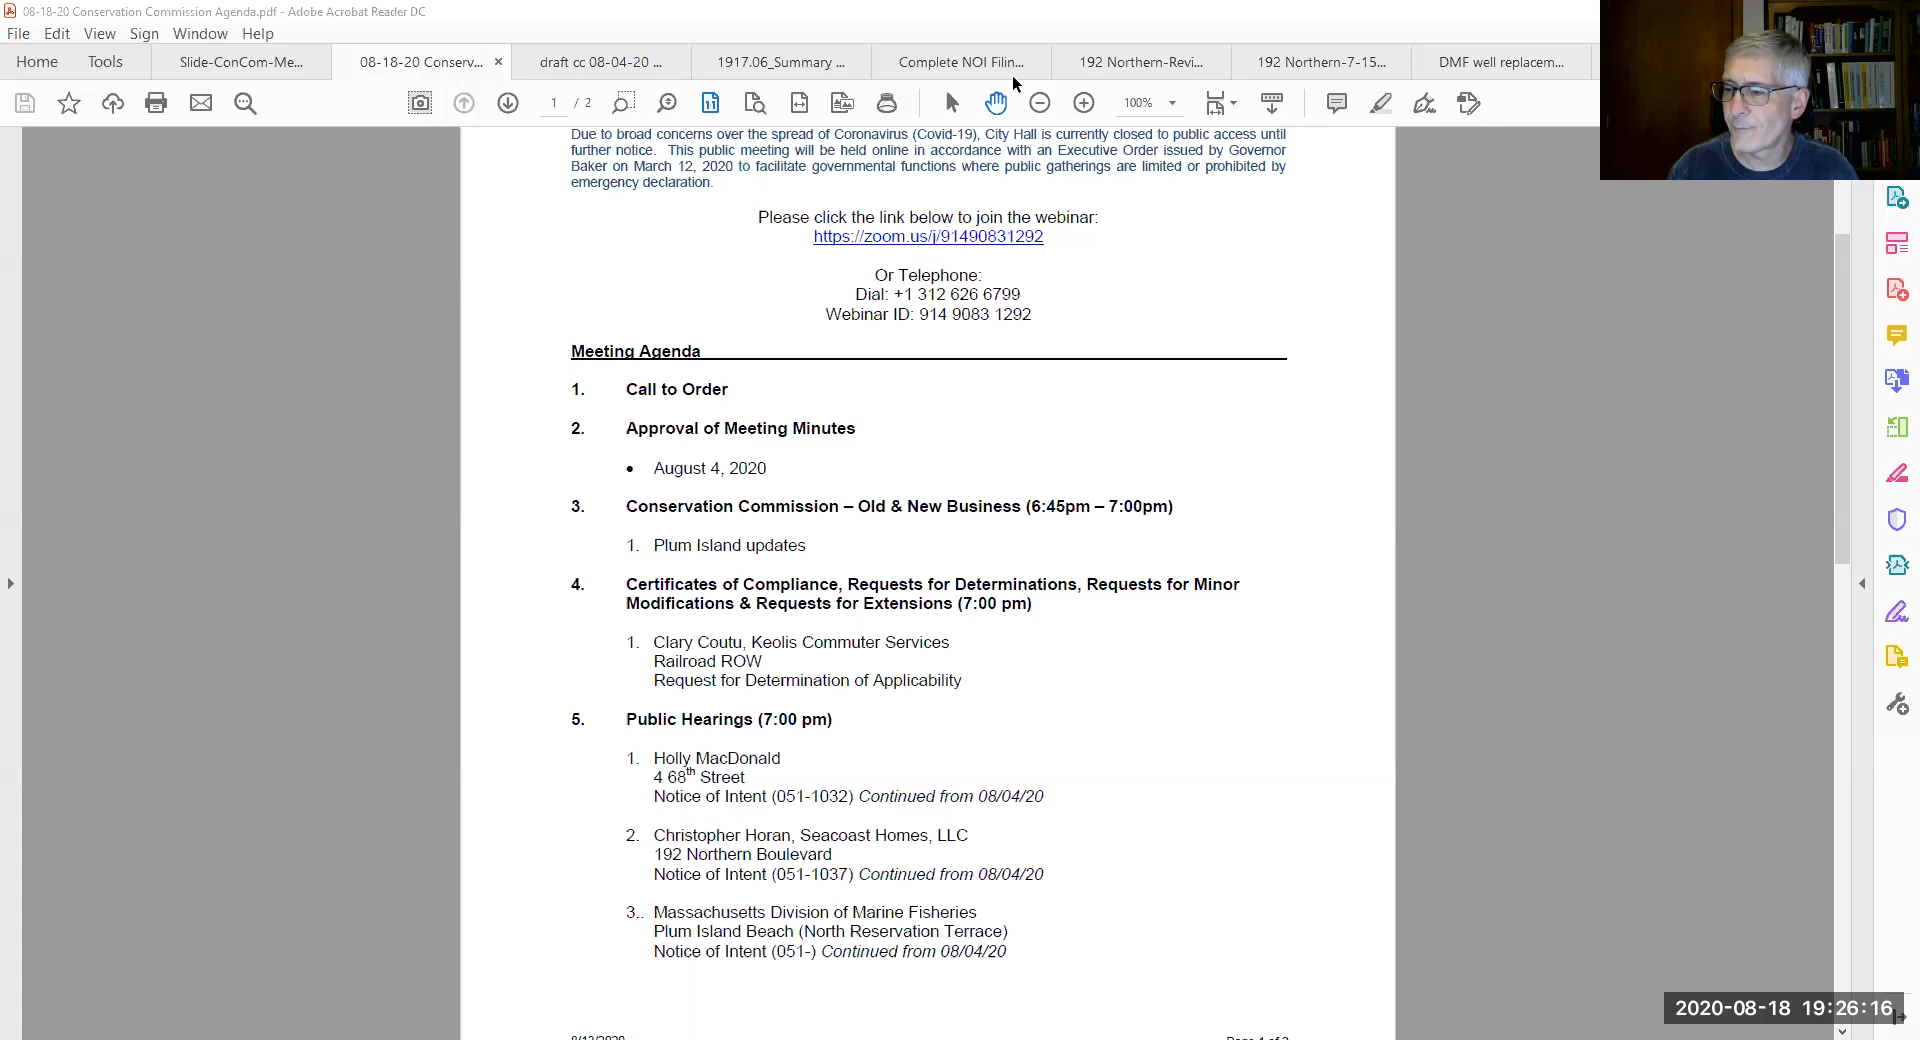 08-18-20 Conservation Commission Agenda.pdf - Adobe Acrobat Reader DC
File Edit View Sign Window Help
Home Tools Slide-ConCom-Me... 08-18-20 Conserv... × draft cc 08-04-20 ... 1917.06_Summary ... Complete NOI Filin... 192 Northern-Revi... 192 Northern-7-15... DMF well replacem...
1 / 2 100%
Due to broad concerns over the spread of Coronavirus (Covid-19), City Hall is currently closed to public access until
further notice. This public meeting will be held online in accordance with an Executive Order issued by Governor
Baker on March 12, 2020 to facilitate governmental functions where public gatherings are limited or prohibited by
emergency declaration.
Please click the link below to join the webinar:
https://zoom.us/j/91490831292
Or Telephone:
Dial: +1 312 626 6799
Webinar ID: 914 9083 1292
Meeting Agenda
1. Call to Order
2. Approval of Meeting Minutes
• August 4, 2020
3. Conservation Commission – Old & New Business (6:45pm – 7:00pm)
1. Plum Island updates
4. Certificates of Compliance, Requests for Determinations, Requests for Minor
Modifications & Requests for Extensions (7:00 pm)
1. Clary Coutu, Keolis Commuter Services
Railroad ROW
Request for Determination of Applicability
5. Public Hearings (7:00 pm)
1. Holly MacDonald
4 68th Street
Notice of Intent (051-1032) Continued from 08/04/20
2. Christopher Horan, Seacoast Homes, LLC
192 Northern Boulevard
Notice of Intent (051-1037) Continued from 08/04/20
3.. Massachusetts Division of Marine Fisheries
Plum Island Beach (North Reservation Terrace)
Notice of Intent (051-) Continued from 08/04/20
2020-08-18 19:26:16